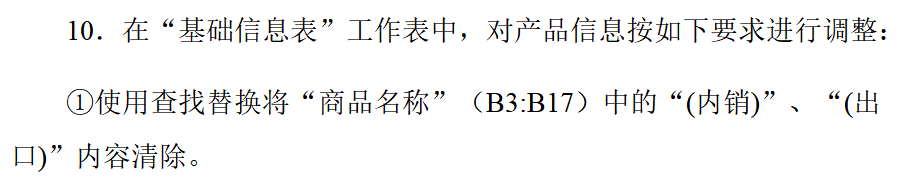 10．在“基础信息表”工作表中，对产品信息按如下要求进行调整：
①使用查找替换将“商品名称”（B3:B17）中的“(内销)”、“(出
口)”内容清除。